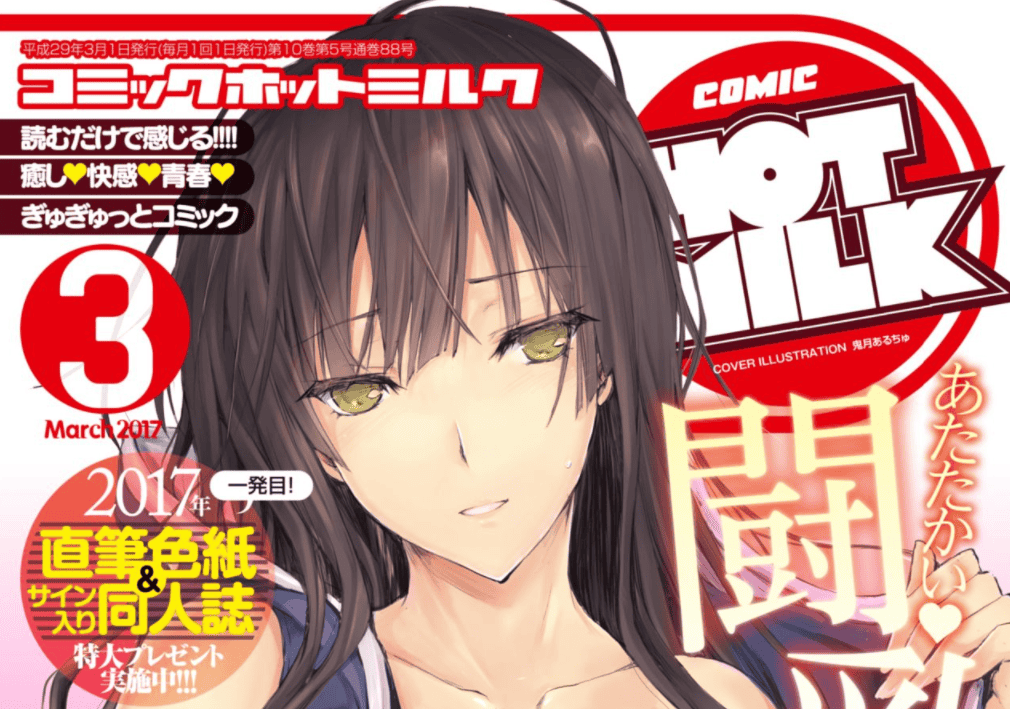 平成29年3月1日発行(毎月1回1日発行)第10巻第5号通巻88号
コミックホットミルク
読むだけで感じる!!!!
癒し♥快感♥青春♥
ぎゅぎゅっとコミック
3
March 2017
COMIC
HOT
MILK
COVER ILLUSTRATION 鬼月あるちゅ
あたたかい♥
闘
2017年
一発目!
直筆色紙
&
サイン入り同人誌
特大プレゼント
実施中!!!